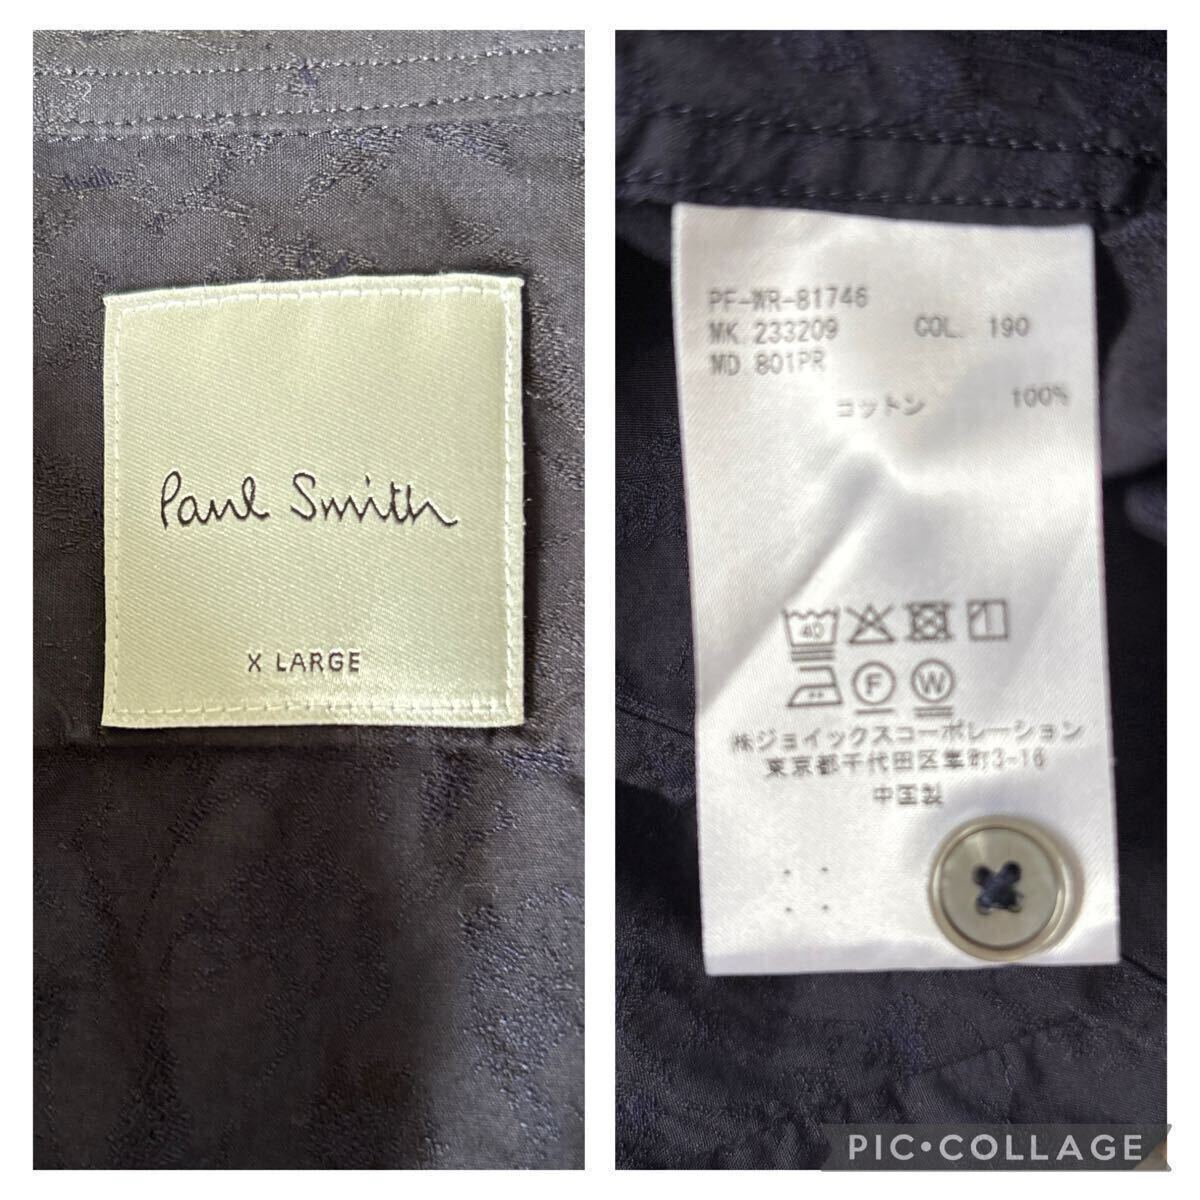 Paul Smith
X LARGE
PF-WR-81746
MK 233209 COL. 190
MD 801PR
コットン 100%
40
F W
㈱ジョイックスコーポレーション
東京都千代田区隼町3-16
中国製
PIC•COLLAGE